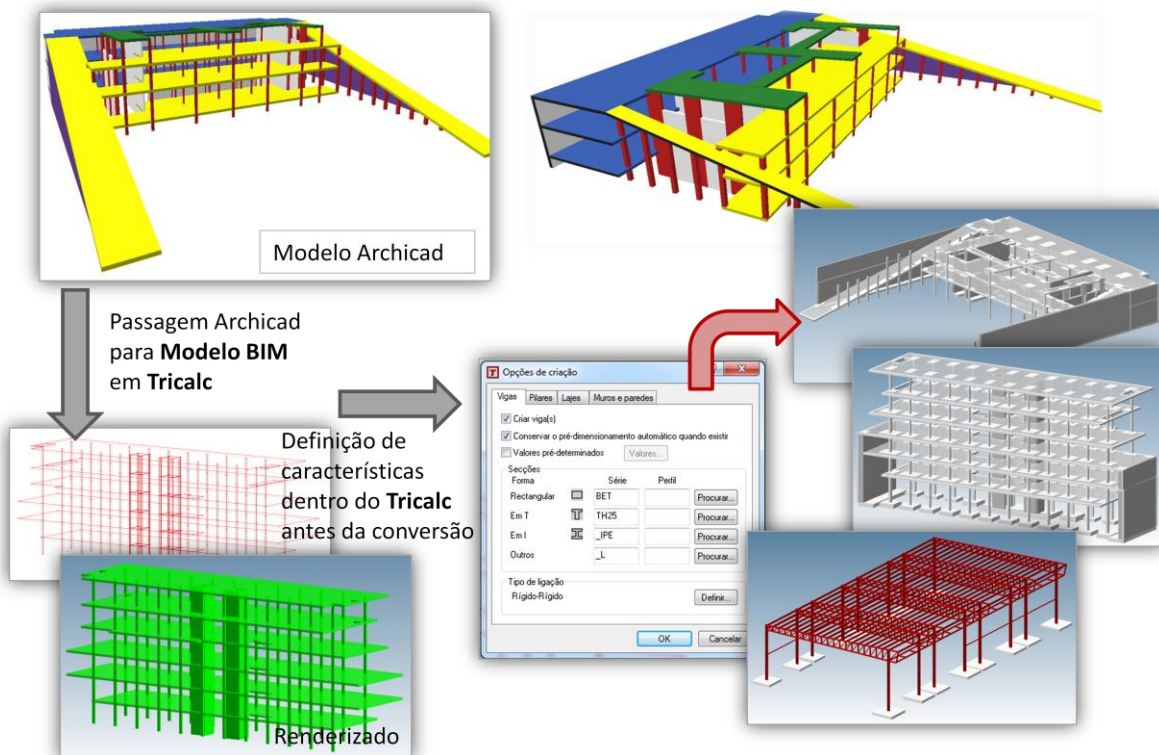 Modelo Archicad
Passagem Archicad
para Modelo BIM
em Tricalc
Definição de
características
dentro do Tricalc
antes da conversão
Renderizado
Opções de criação
Vigas Pilares Lajes Muros e paredes
Criar viga(s)
Conservar o pré-dimensionamento automático quando existir
Valores pré-determinados Valores...
Secções
Forma Série Perfil
Rectangular BET Procurar...
Em T TH25 Procurar...
Em I _IPE Procurar...
Outros _L Procurar...
Tipo de ligação
Rígido-Rígido Definir...
OK Cancelar